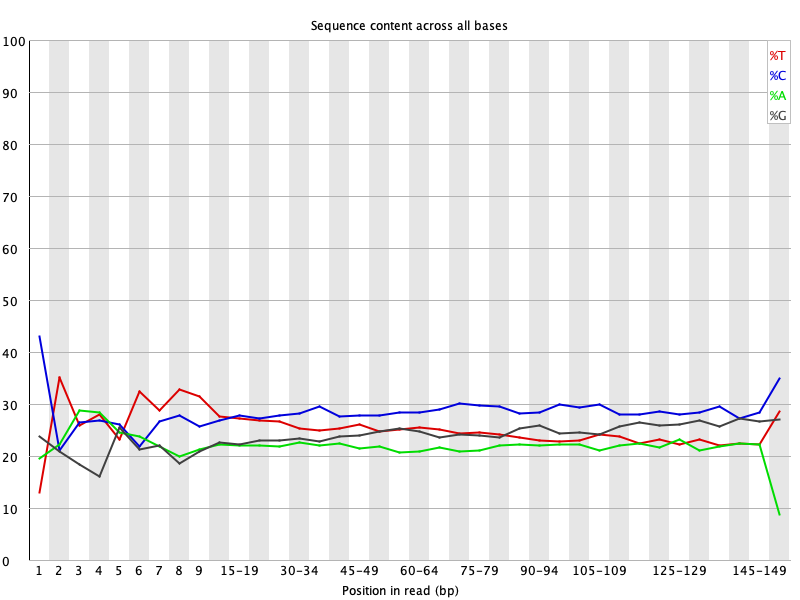 Sequence content across all bases
100
90
80
70
60
50
40
30
20
10
0
%T
%C
%A
%G
1 2 3 4 5 6 7 8 9 15-19 30-34 45-49 60-64 75-79 90-94 105-109 125-129 145-149
Position in read (bp)